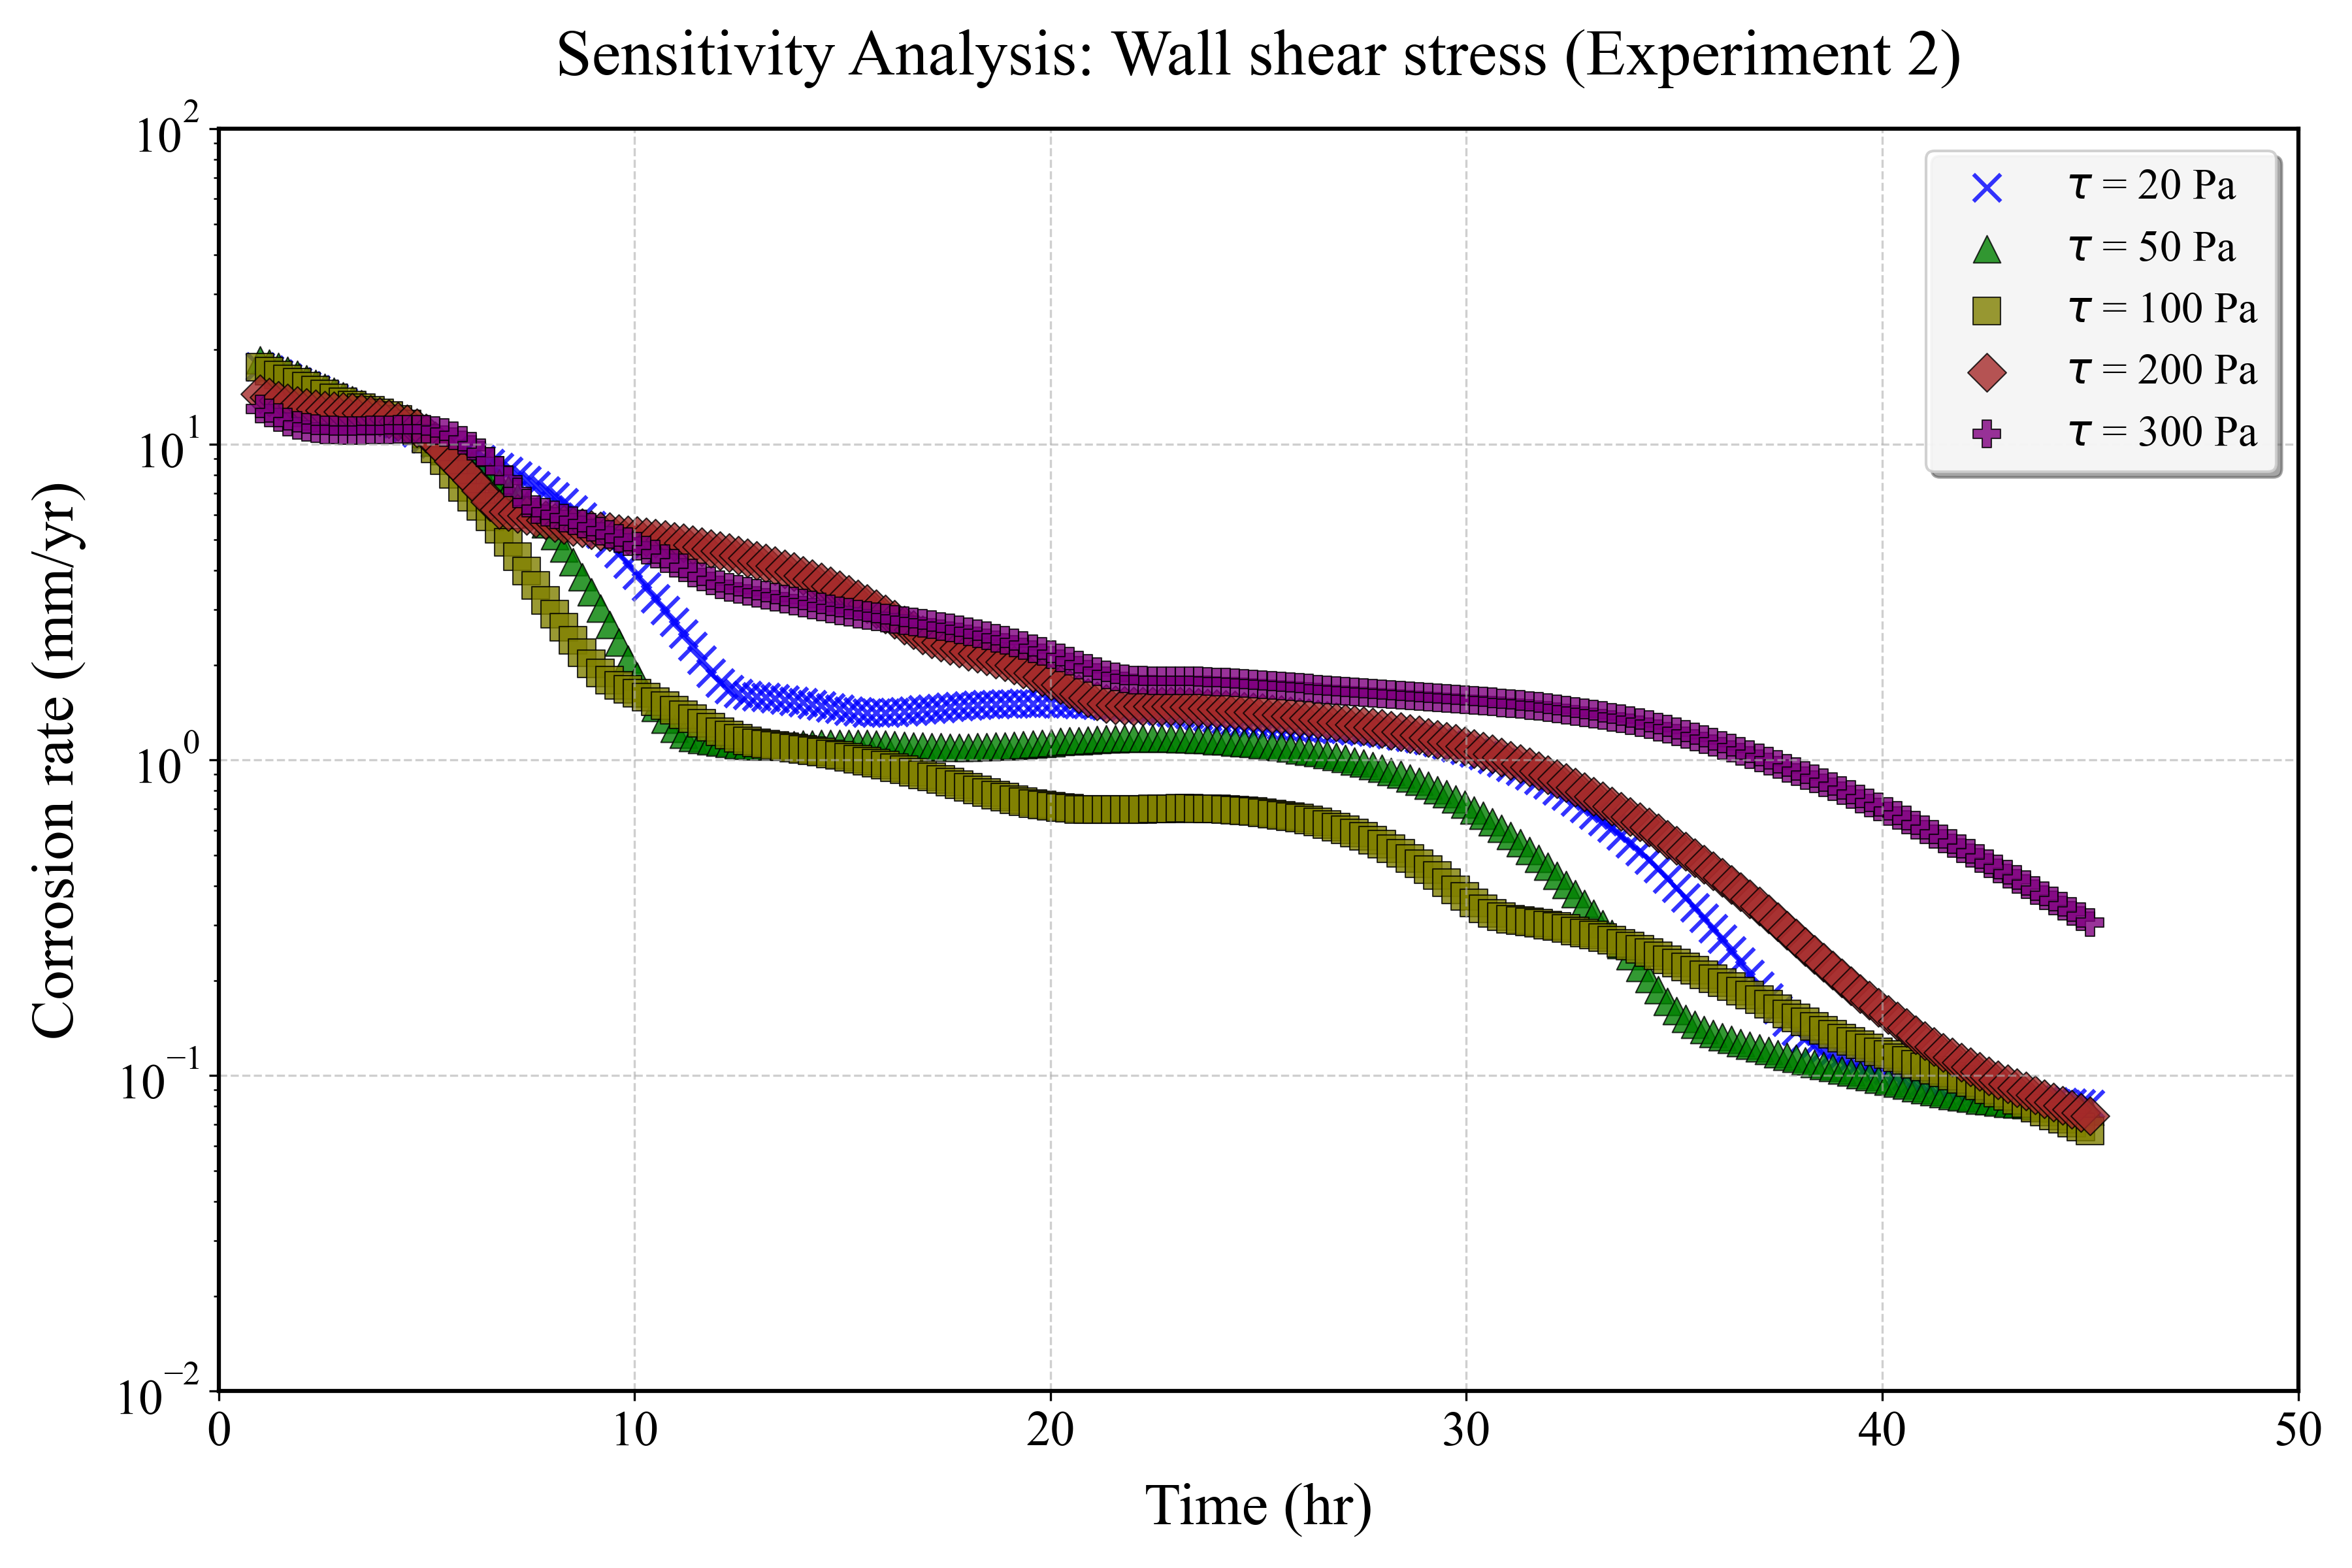 Sensitivity Analysis: Wall shear stress (Experiment 2)
10²
10¹
10⁰
10⁻¹
10⁻²
Corrosion rate (mm/yr)
τ = 20 Pa
τ = 50 Pa
τ = 100 Pa
τ = 200 Pa
τ = 300 Pa
0 10 20 30 40 50
Time (hr)